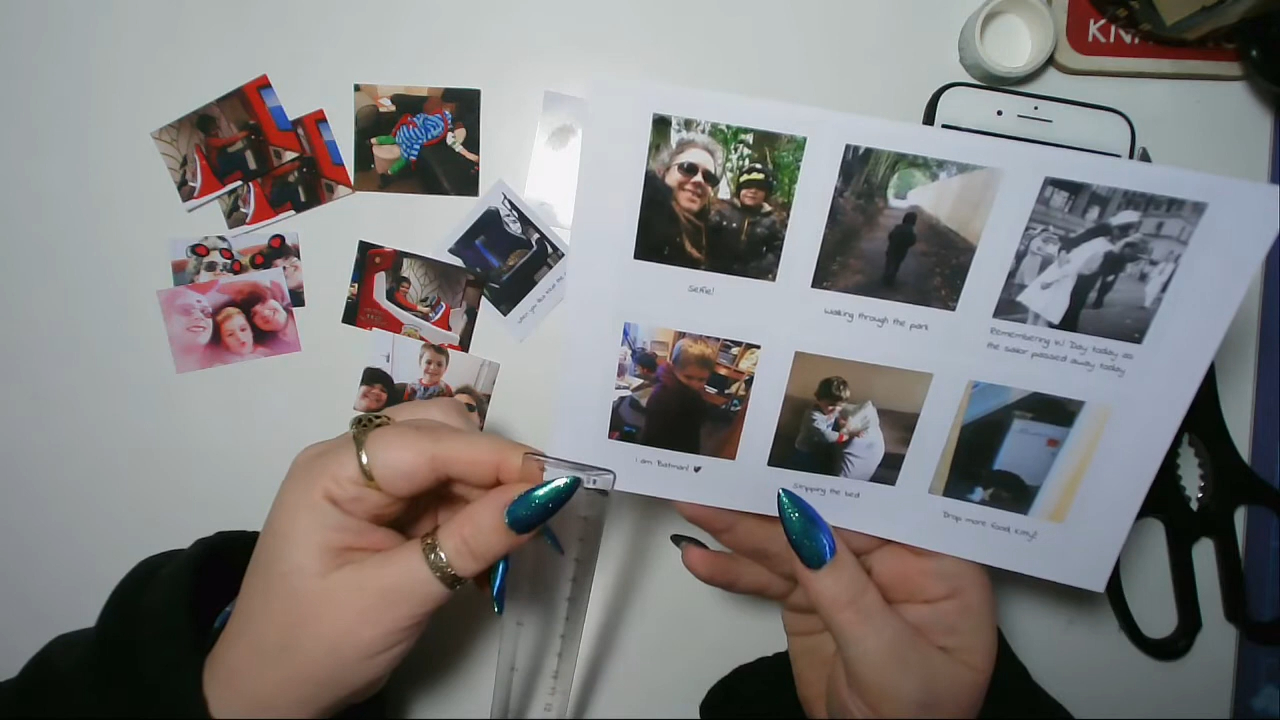 KN
Selfie!
Walking through the park
Remembering VJ Day today as
the sailor passed away today
I am Batman! ♥
Stripping the bed
Drop more food Kitty!